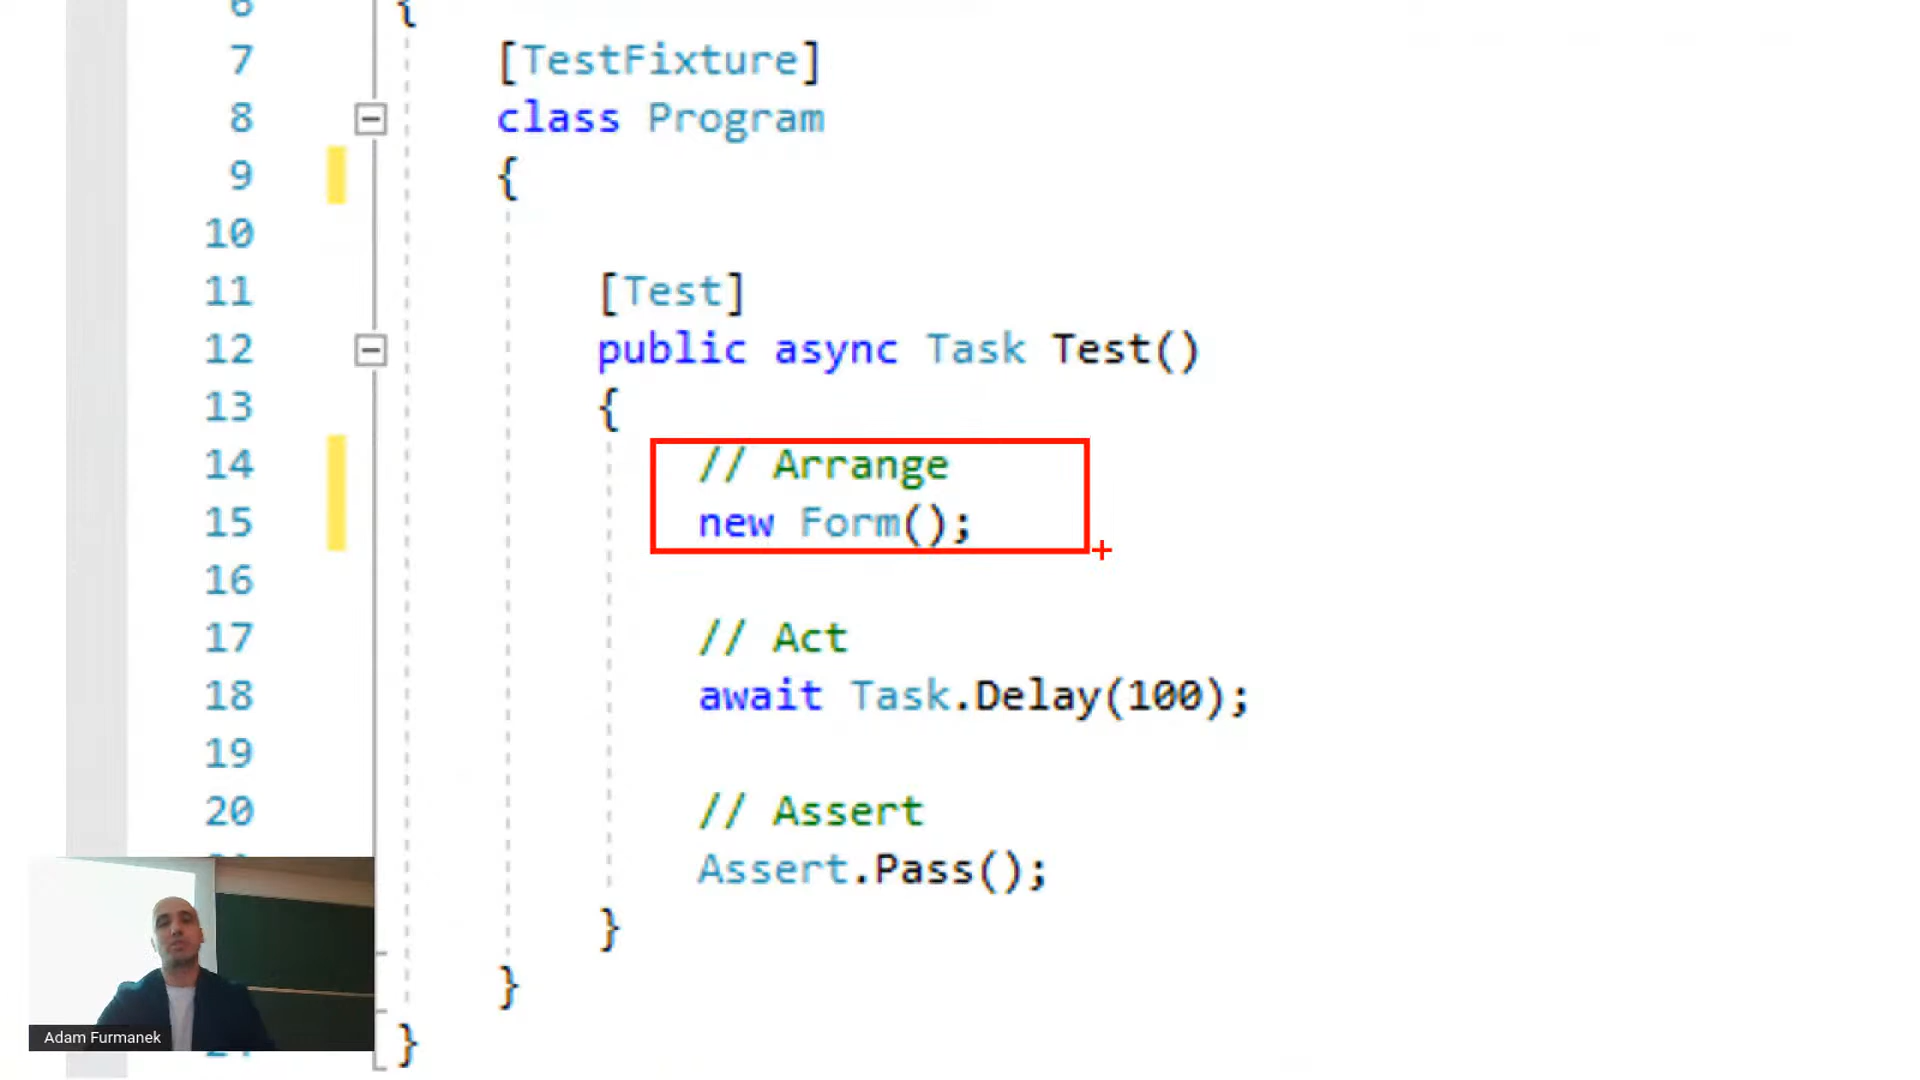 6 {
7 [TestFixture]
8 class Program
9 {
10
11 [Test]
12 public async Task Test()
13 {
14 // Arrange
15 new Form();
16
17 // Act
18 await Task.Delay(100);
19
20 // Assert
Assert.Pass();
}
}
}
Adam Furmanek